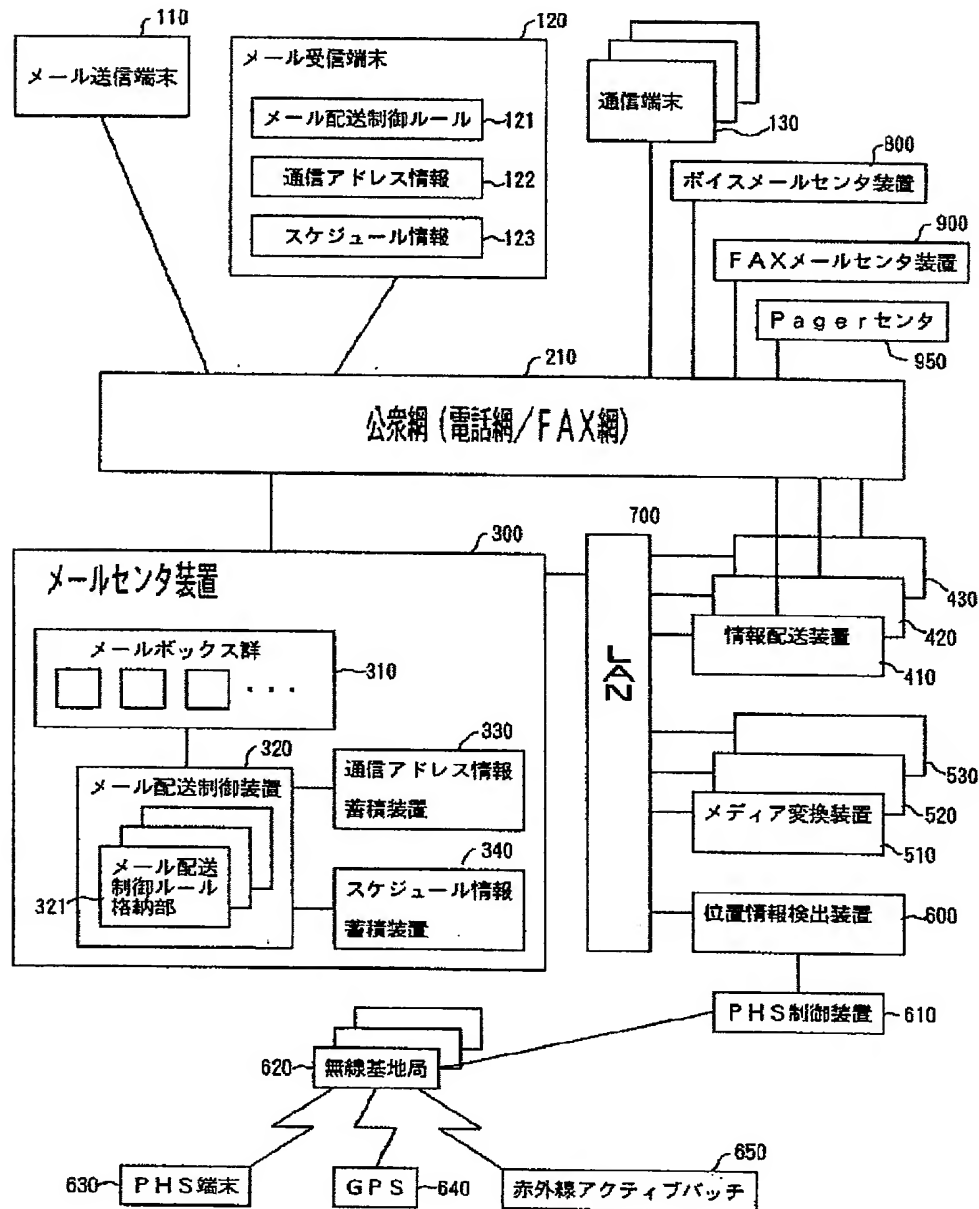 110
メール送信端末
120
メール受信端末
メール配送制御ルール
121
通信アドレス情報
122
スケジュール情報
123
通信端末
130
800
ボイスメールセンタ装置
900
ＦＡＸメールセンタ装置
Ｐａｇｅｒセンタ
950
210
公衆網（電話網／ＦＡＸ網）
300
メールセンタ装置
メールボックス群
・・・
310
320
メール配送制御装置
メール配送
制御ルール
格納部
321
330
通信アドレス情報
蓄積装置
340
スケジュール情報
蓄積装置
700
LAN
430
420
情報配送装置
410
530
520
メディア変換装置
510
位置情報検出装置
600
ＰＨＳ制御装置
610
620
無線基地局
630
ＰＨＳ端末
ＧＰＳ
640
650
赤外線アクティブバッチ